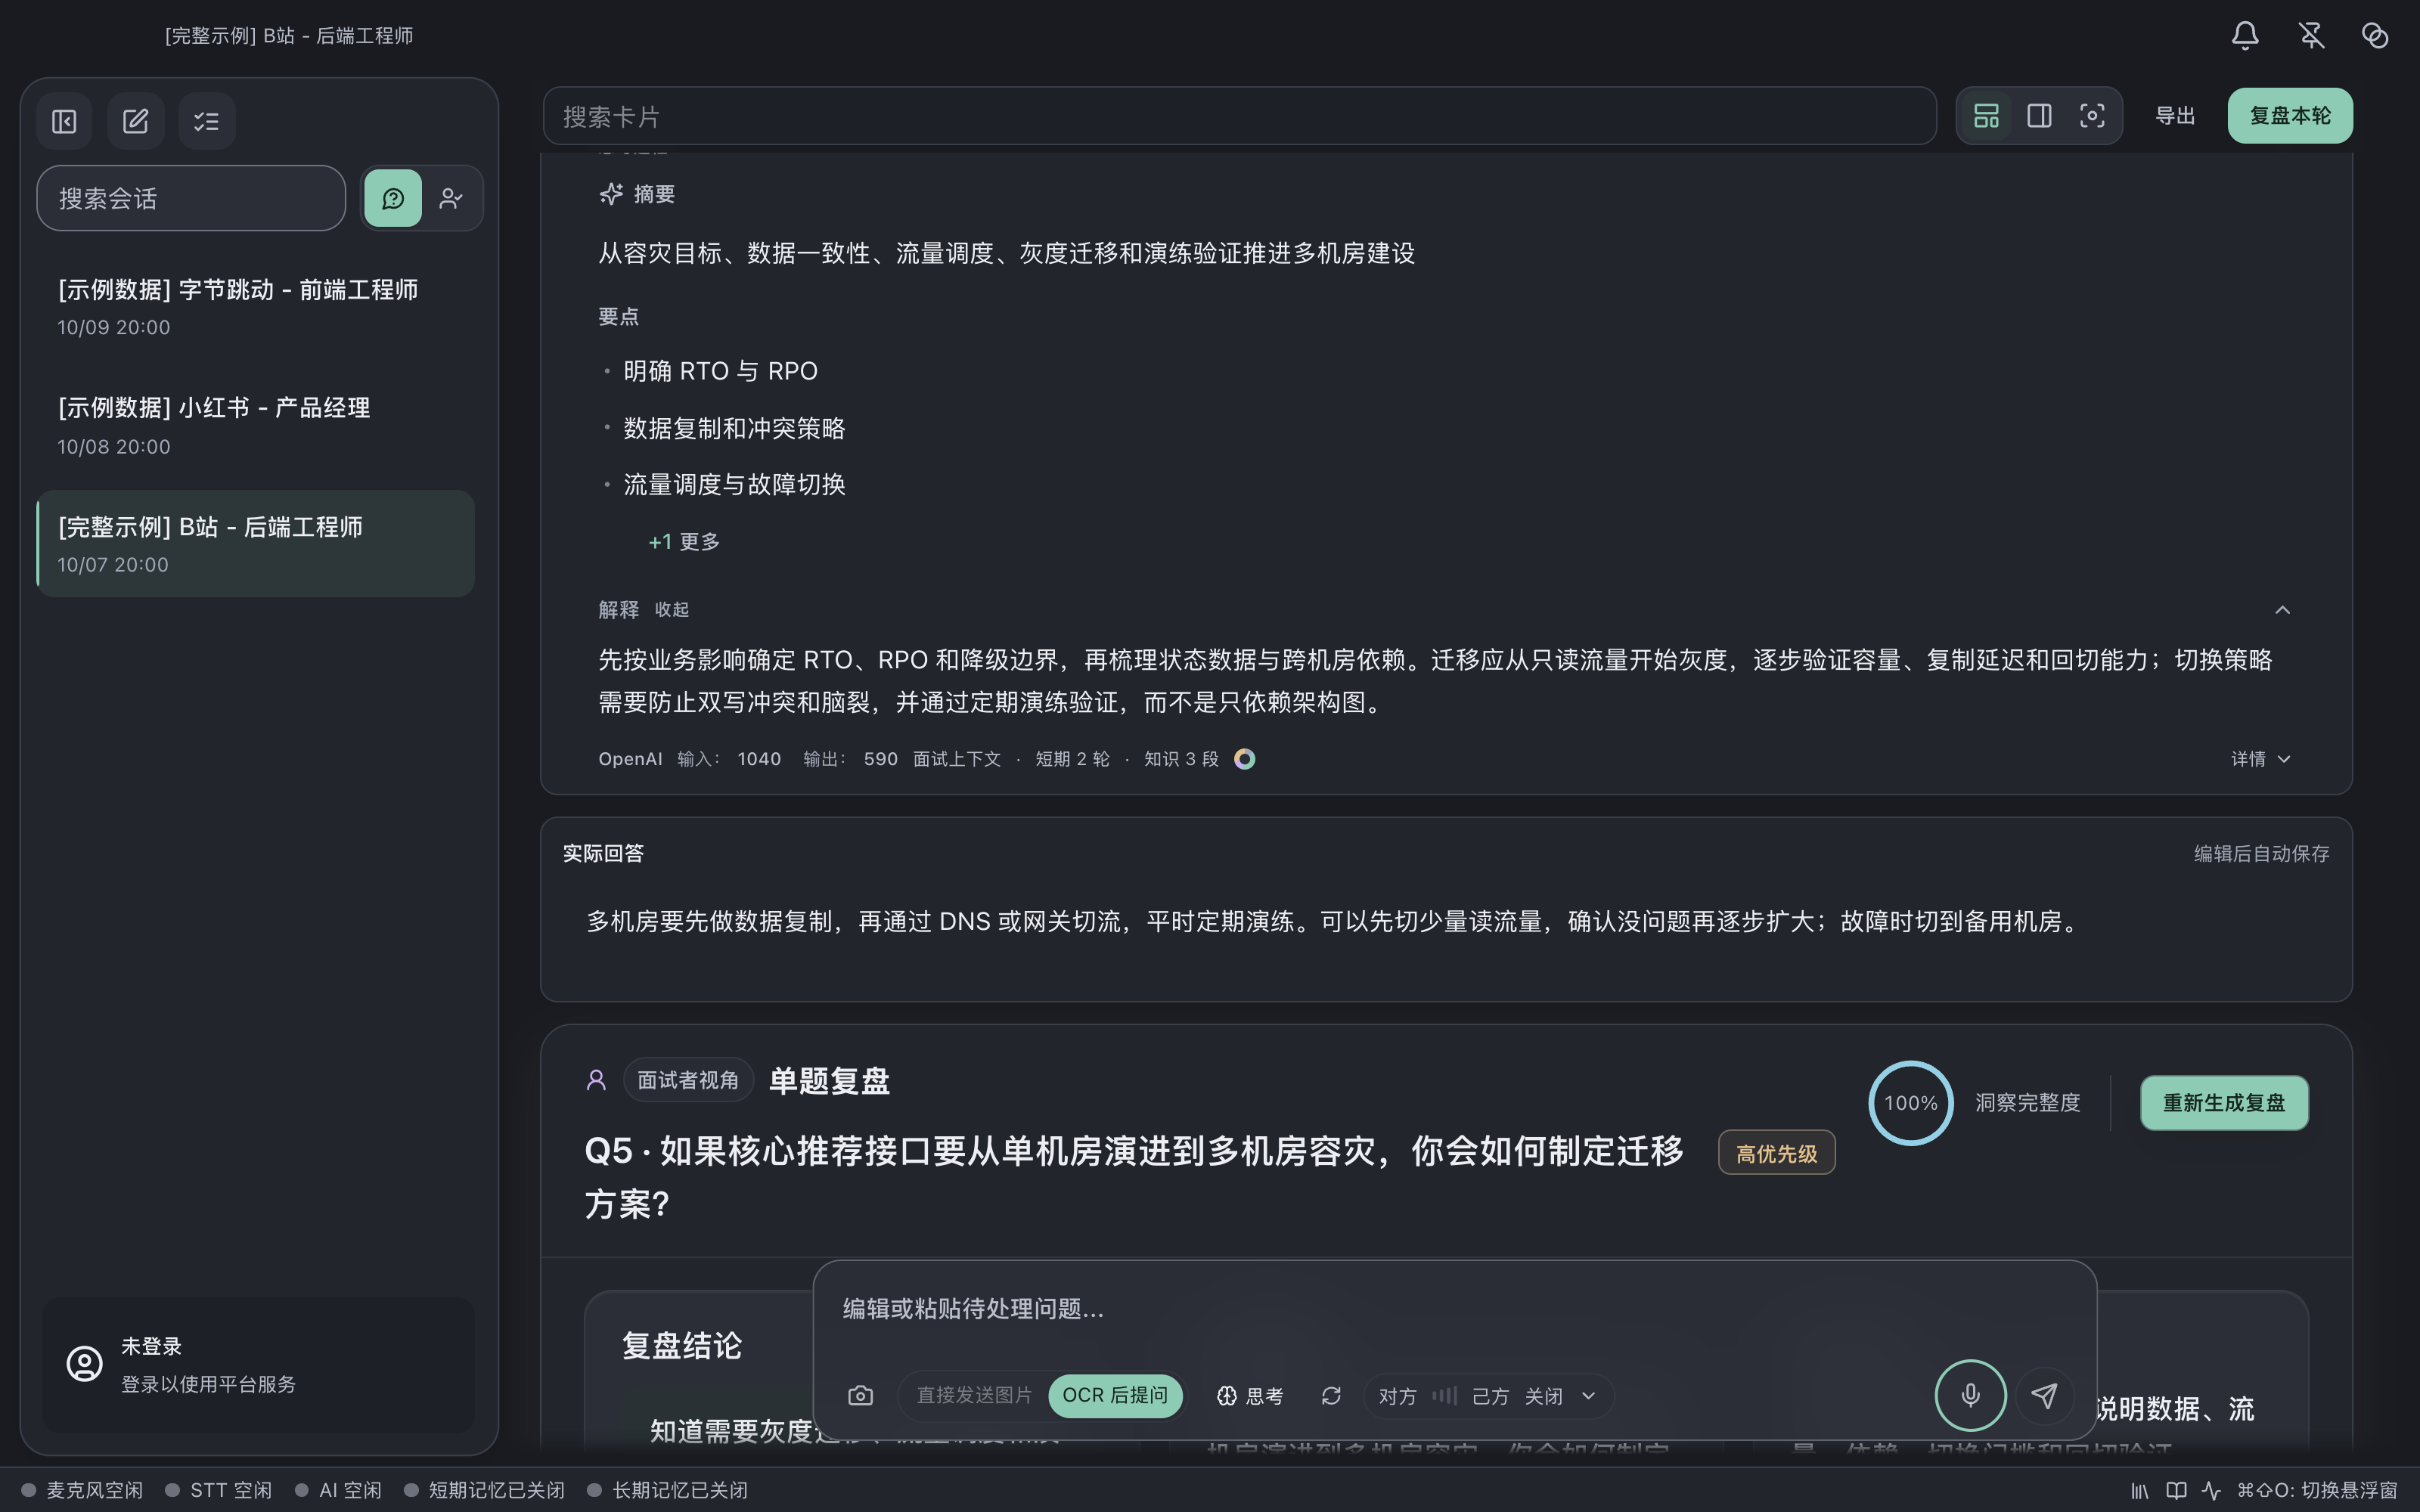 [完整示例] B站 - 后端工程师
搜索会话
[示例数据] 字节跳动 - 前端工程师
10/09 20:00
[示例数据] 小红书 - 产品经理
10/08 20:00
[完整示例] B站 - 后端工程师
10/07 20:00
未登录
登录以使用平台服务
搜索卡片
导出
复盘本轮
摘要
从容灾目标、数据一致性、流量调度、灰度迁移和演练验证推进多机房建设
要点
• 明确 RTO 与 RPO
• 数据复制和冲突策略
• 流量调度与故障切换
+1 更多
解释 收起
先按业务影响确定 RTO、RPO 和降级边界，再梳理状态数据与跨机房依赖。迁移应从只读流量开始灰度，逐步验证容量、复制延迟和回切能力；切换策略
需要防止双写冲突和脑裂，并通过定期演练验证，而不是只依赖架构图。
OpenAI 输入： 1040 输出： 590 面试上下文 · 短期 2 轮 · 知识 3 段
详情
实际回答
编辑后自动保存
多机房要先做数据复制，再通过 DNS 或网关切流，平时定期演练。可以先切少量读流量，确认没问题再逐步扩大；故障时切到备用机房。
面试者视角 单题复盘
100% 洞察完整度
重新生成复盘
Q5 · 如果核心推荐接口要从单机房演进到多机房容灾，你会如何制定迁移
方案？
高优先级
复盘结论
知道需要灰度
说明数据、流
编辑或粘贴待处理问题...
直接发送图片 OCR 后提问 思考 对方 己方 关闭
麦克风空闲 STT 空闲 AI 空闲 短期记忆已关闭 长期记忆已关闭
⌘⇧O: 切换悬浮窗